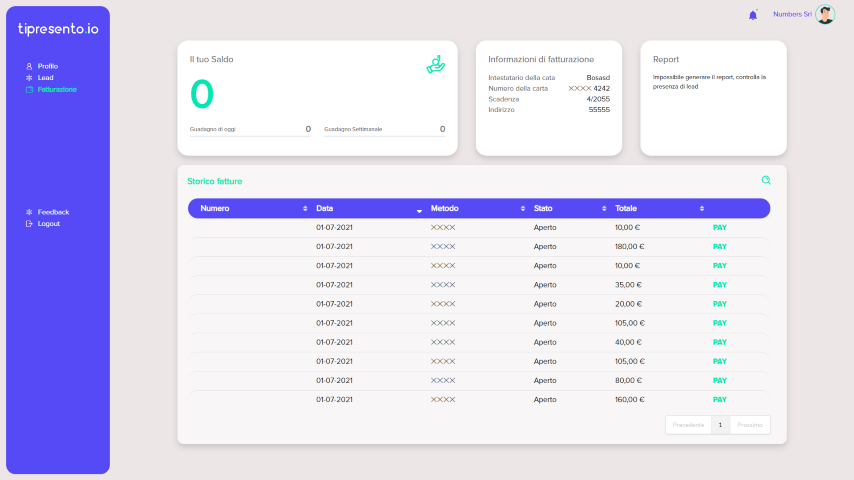 tipresento.io
Profilo
Lead
Fatturazione
Feedback
Logout
Numbers Srl
Il tuo Saldo
0
Guadagno di oggi 0
Guadagno Settimanale 0
Informazioni di fatturazione
Intestatario della cata Bosasd
Numero della carta XXXX 4242
Scadenza 4/2055
Indirizzo 55555
Report
Impossibile generare il report, controlla la
presenza di lead
Storico fatture
Numero Data Metodo Stato Totale
01-07-2021 XXXX Aperto 10,00 € PAY
01-07-2021 XXXX Aperto 180,00 € PAY
01-07-2021 XXXX Aperto 10,00 € PAY
01-07-2021 XXXX Aperto 35,00 € PAY
01-07-2021 XXXX Aperto 20,00 € PAY
01-07-2021 XXXX Aperto 105,00 € PAY
01-07-2021 XXXX Aperto 40,00 € PAY
01-07-2021 XXXX Aperto 105,00 € PAY
01-07-2021 XXXX Aperto 80,00 € PAY
01-07-2021 XXXX Aperto 160,00 € PAY
Precedente 1 Prossimo